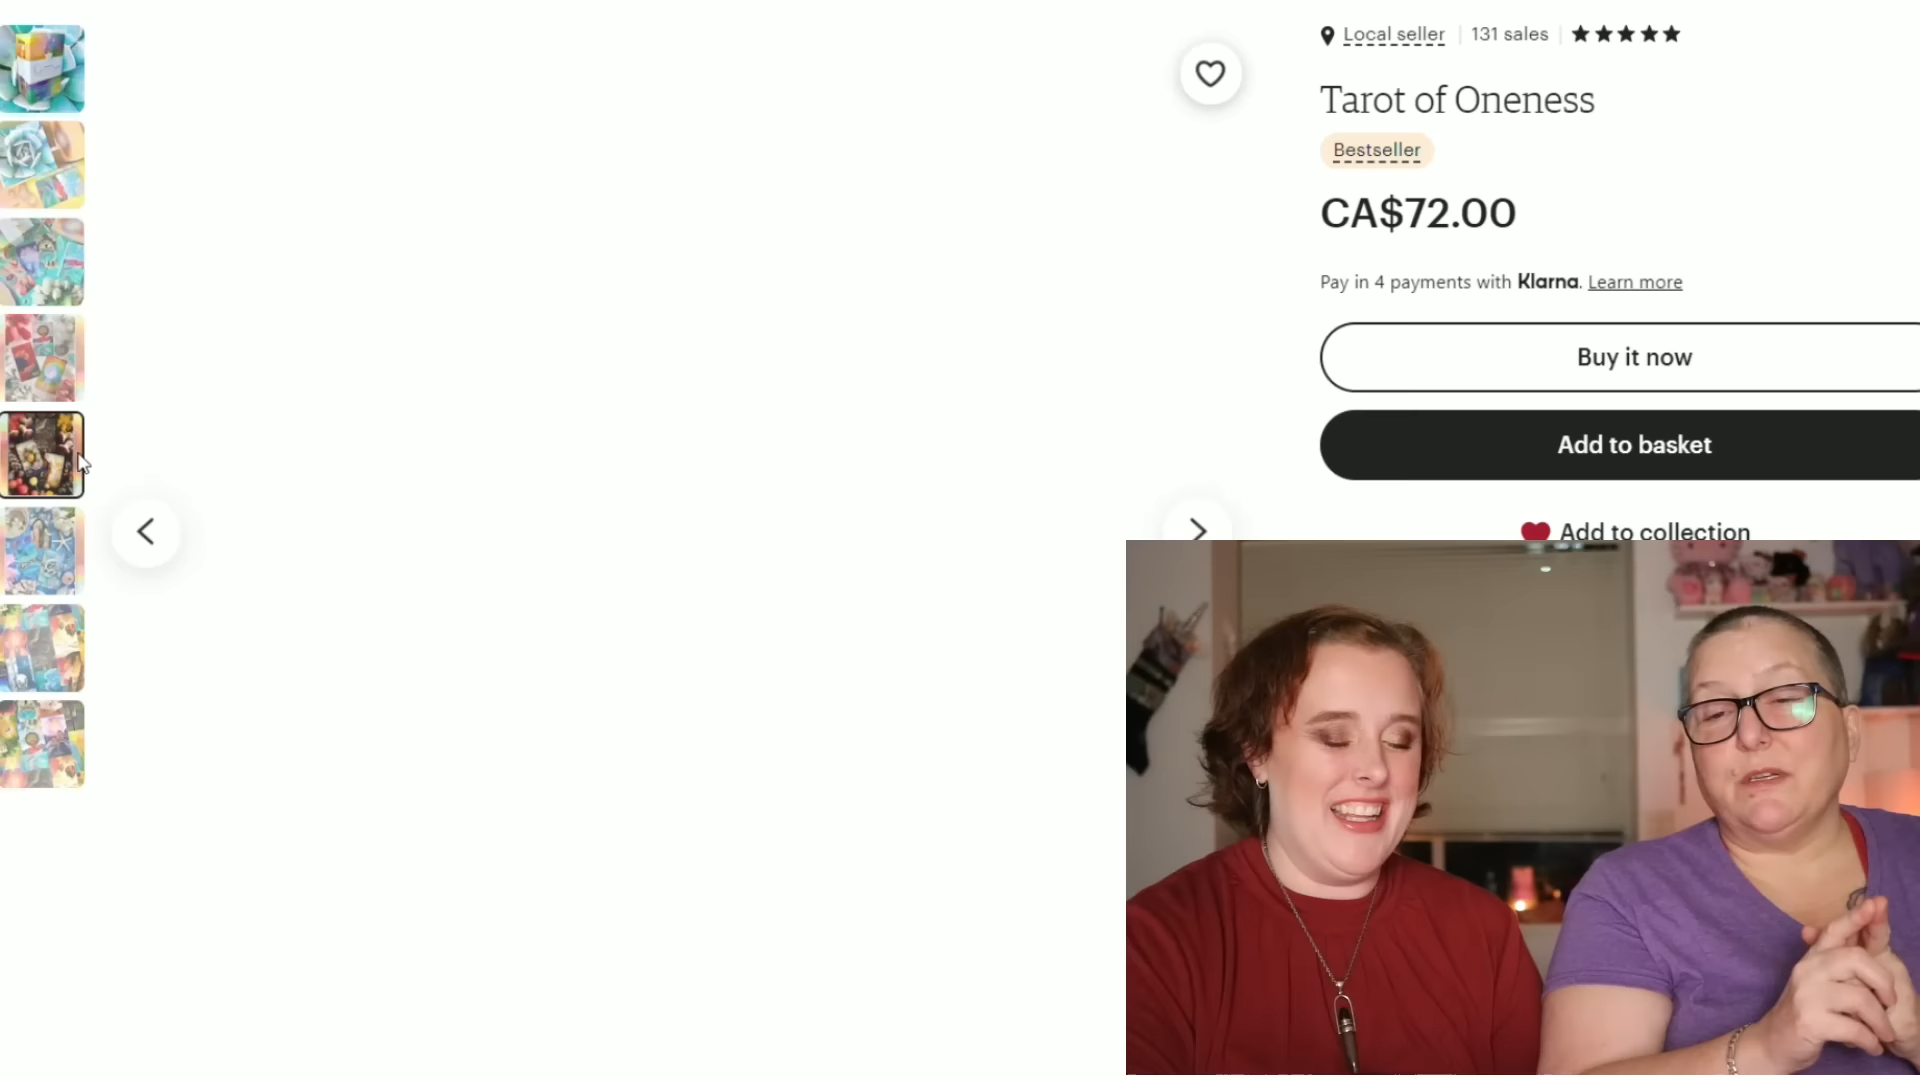 Local seller 131 sales
Tarot of Oneness
Bestseller
CA$72.00
Pay in 4 payments with Klarna. Learn more
Buy it now
Add to basket
Add to collection